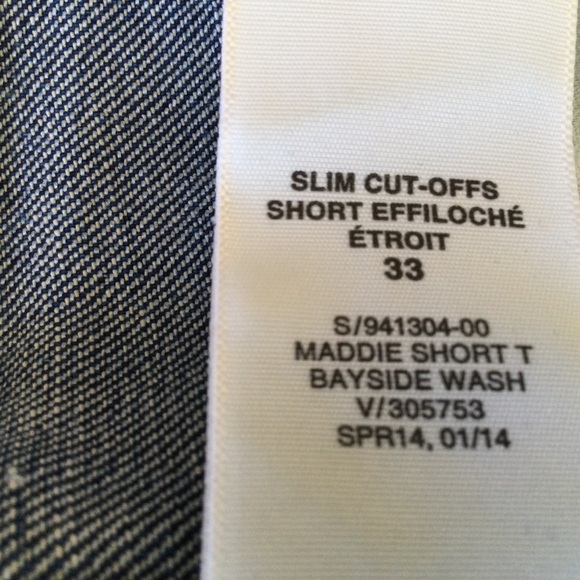 SLIM CUT-OFFS
SHORT EFFILOCHÉ
ÉTROIT
33
S/941304-00
MADDIE SHORT T
BAYSIDE WASH
V/305753
SPR14, 01/14